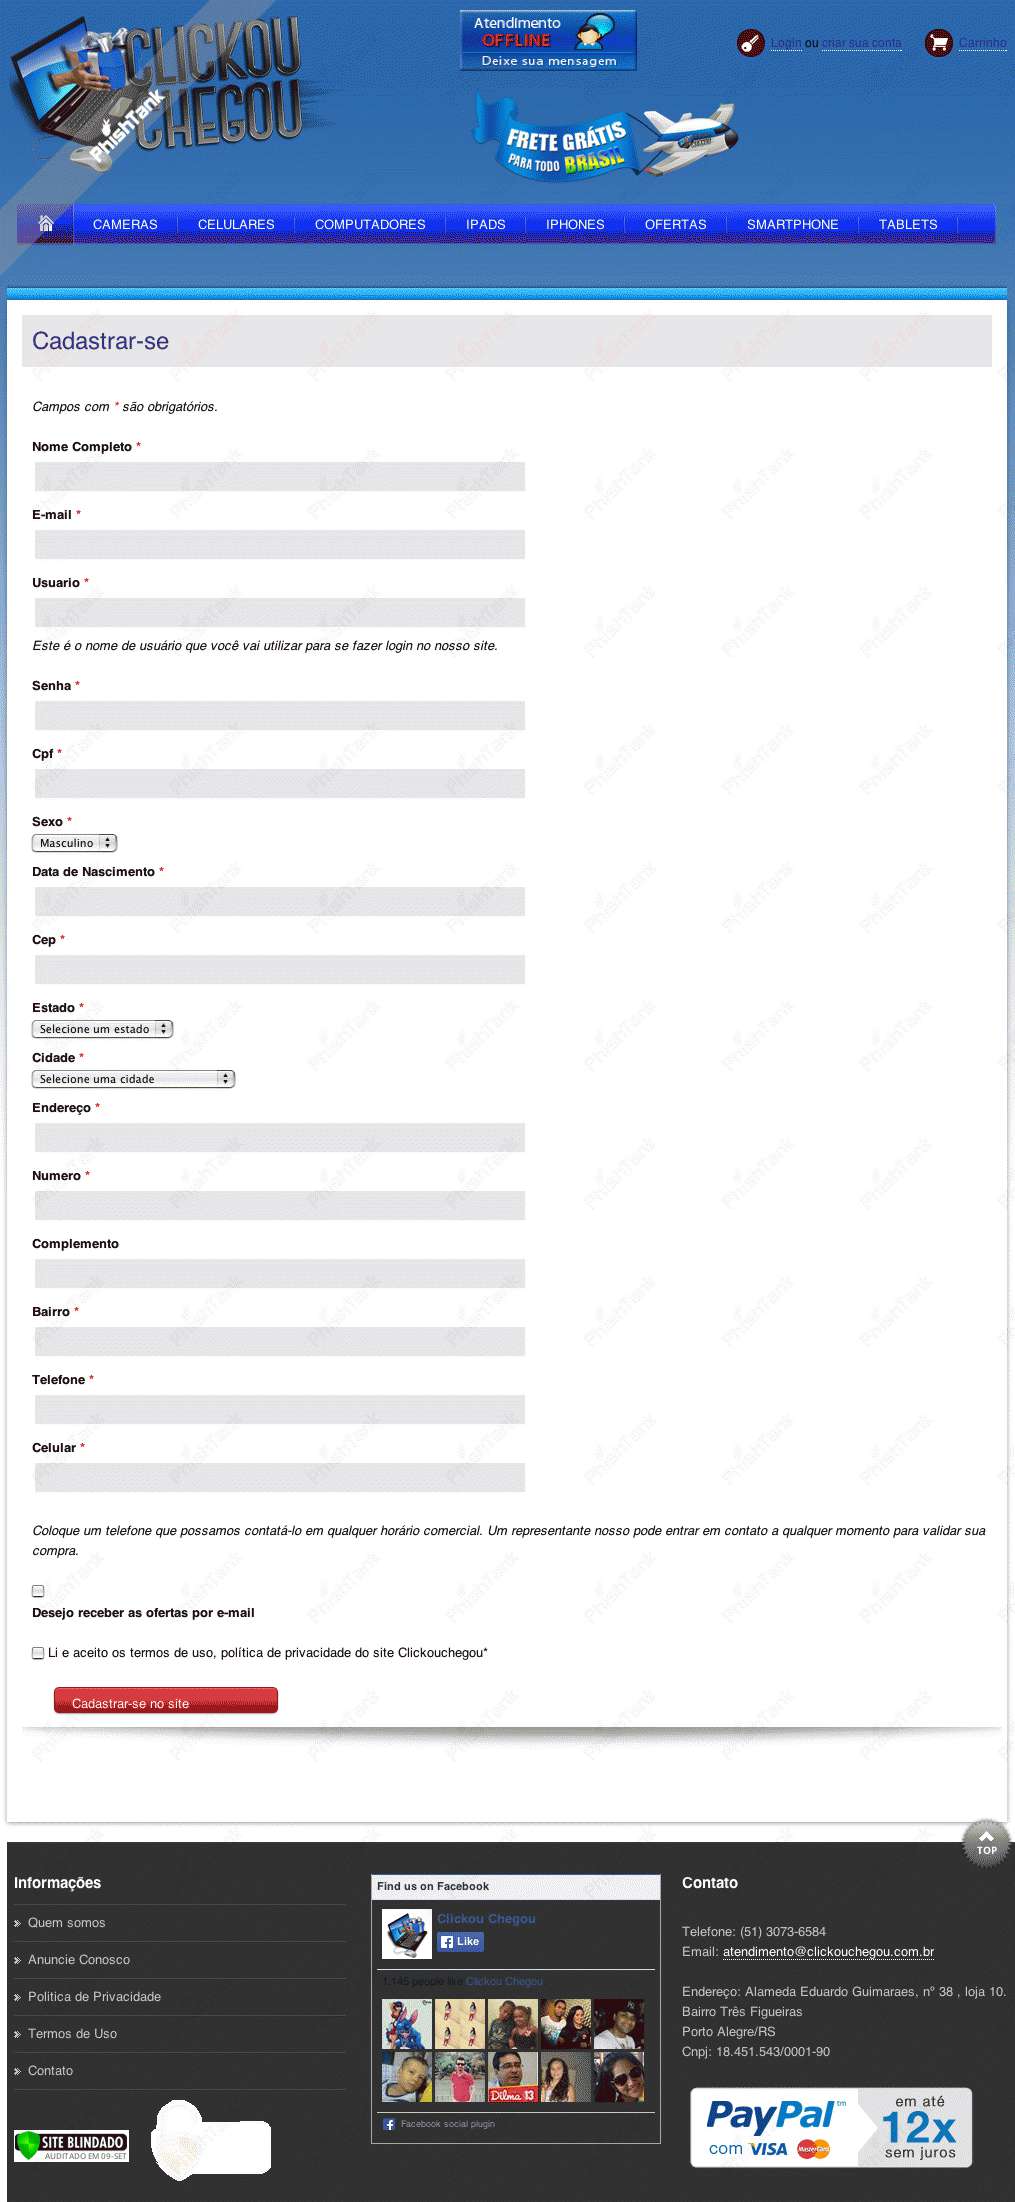 CLICKOU
CHEGOU
PhishTank
Atendimento
OFFLINE
Deixe sua mensagem
Login ou criar sua conta
Carrinho
FRETE GRÁTIS
PARA TODO BRASIL
CAMERAS CELULARES COMPUTADORES IPADS IPHONES OFERTAS SMARTPHONE TABLETS
Cadastrar-se
Campos com * são obrigatórios.
Nome Completo *
E-mail *
Usuario *
Este é o nome de usuário que você vai utilizar para se fazer login no nosso site.
Senha *
Cpf *
Sexo *
Masculino
Data de Nascimento *
Cep *
Estado *
Selecione um estado
Cidade *
Selecione uma cidade
Endereço *
Numero *
Complemento
Bairro *
Telefone *
Celular *
Coloque um telefone que possamos contatá-lo em qualquer horário comercial. Um representante nosso pode entrar em contato a qualquer momento para validar sua
compra.
Desejo receber as ofertas por e-mail
Li e aceito os termos de uso, política de privacidade do site Clickouchegou*
Cadastrar-se no site
TOP
Informações
Quem somos
Anuncie Conosco
Politica de Privacidade
Termos de Uso
Contato
SITE BLINDADO
AUDITADO EM 09-SET
Find us on Facebook
Clickou Chegou
Like
1,145 people like Clickou Chegou
Dilma 13
Facebook social plugin
Contato
Telefone: (51) 3073-6584
Email: atendimento@clickouchegou.com.br
Endereço: Alameda Eduardo Guimaraes, nº 38 , loja 10.
Bairro Três Figueiras
Porto Alegre/RS
Cnpj: 18.451.543/0001-90
PayPal™
com VISA MasterCard
em até
12x
sem juros